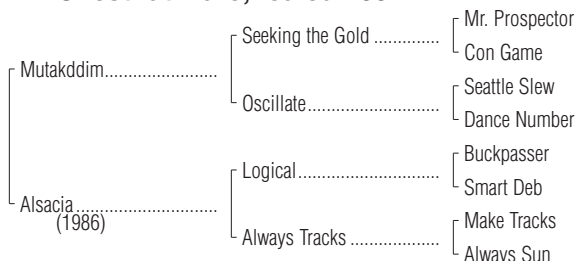 Mr. Prospector
Seeking the Gold
Con Game
Mutakddim
Seattle Slew
Oscillate
Dance Number
Buckpasser
Logical
Smart Deb
Alsacia
(1986)
Make Tracks
Always Tracks
Always Sun